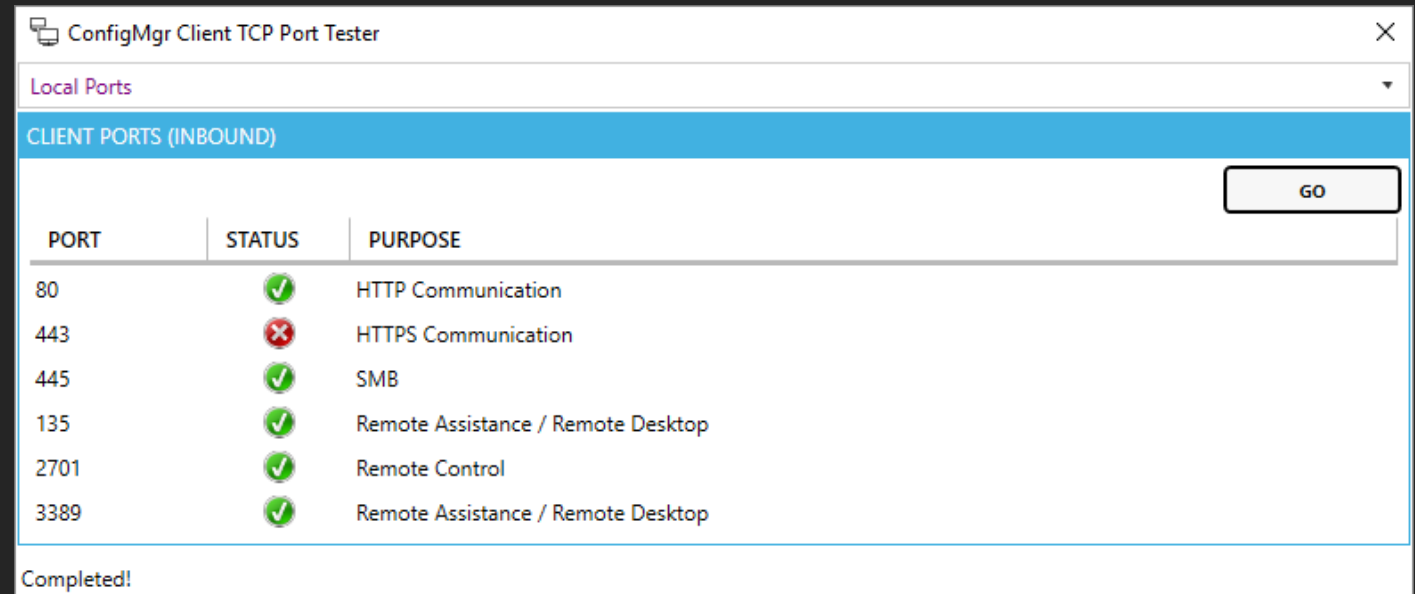 ConfigMgr Client TCP Port Tester
Local Ports
CLIENT PORTS (INBOUND)
GO
PORT STATUS PURPOSE
80 HTTP Communication
443 HTTPS Communication
445 SMB
135 Remote Assistance / Remote Desktop
2701 Remote Control
3389 Remote Assistance / Remote Desktop
Completed!